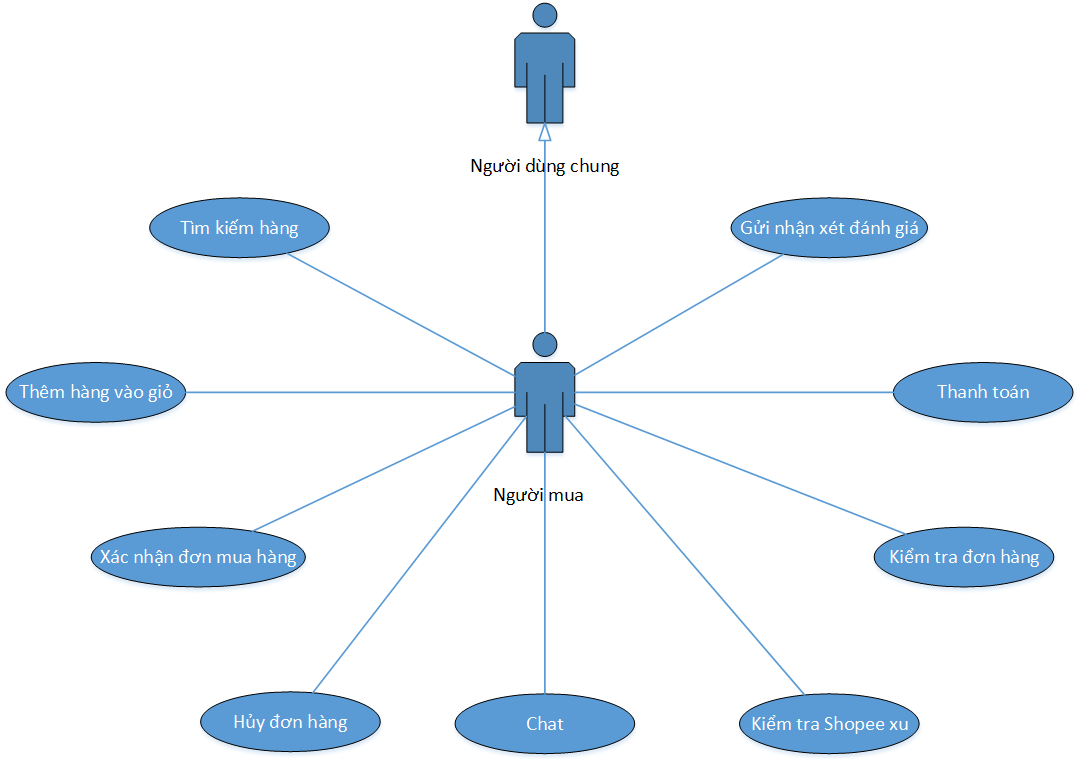 Người dùng chung
Tìm kiếm hàng
Gửi nhận xét đánh giá
Thêm hàng vào giỏ
Thanh toán
Người mua
Xác nhận đơn mua hàng
Kiểm tra đơn hàng
Hủy đơn hàng
Chat
Kiểm tra Shopee xu